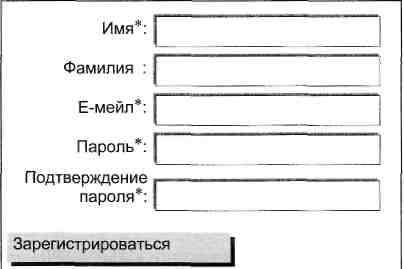 Имя*:
Фамилия :
Е-мейл*:
Пароль*:
Подтверждение
пароля*:
Зарегистрироваться